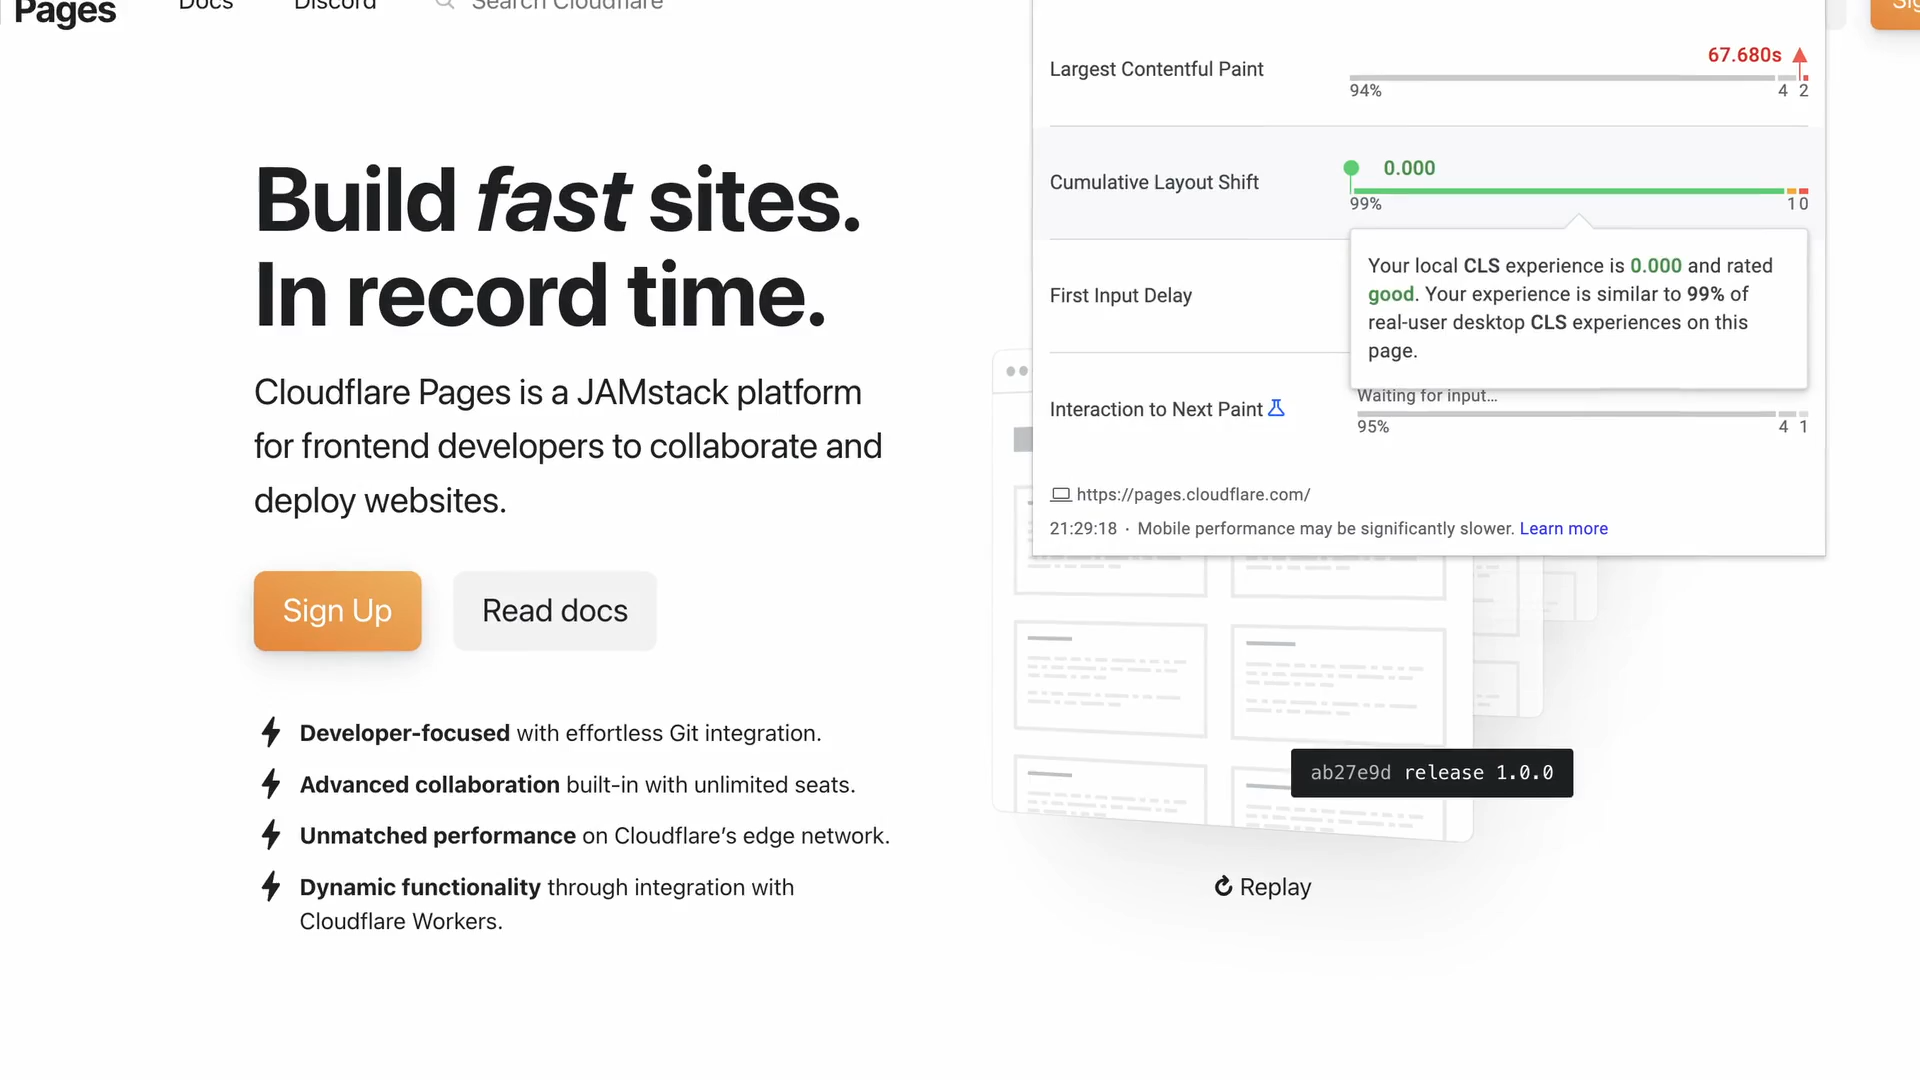 Pages
Docs
Discord
Search Cloudflare
Build fast sites.
In record time.
Cloudflare Pages is a JAMstack platform
for frontend developers to collaborate and
deploy websites.
Sign Up
Read docs
Developer-focused with effortless Git integration.
Advanced collaboration built-in with unlimited seats.
Unmatched performance on Cloudflare’s edge network.
Dynamic functionality through integration with
Cloudflare Workers.
Largest Contentful Paint
67.680s
94%
4
2
Cumulative Layout Shift
0.000
99%
1
0
Your local CLS experience is 0.000 and rated
good. Your experience is similar to 99% of
real-user desktop CLS experiences on this
page.
First Input Delay
Interaction to Next Paint
Waiting for input...
95%
4
1
https://pages.cloudflare.com/
21:29:18 · Mobile performance may be significantly slower. Learn more
ab27e9d release 1.0.0
Replay